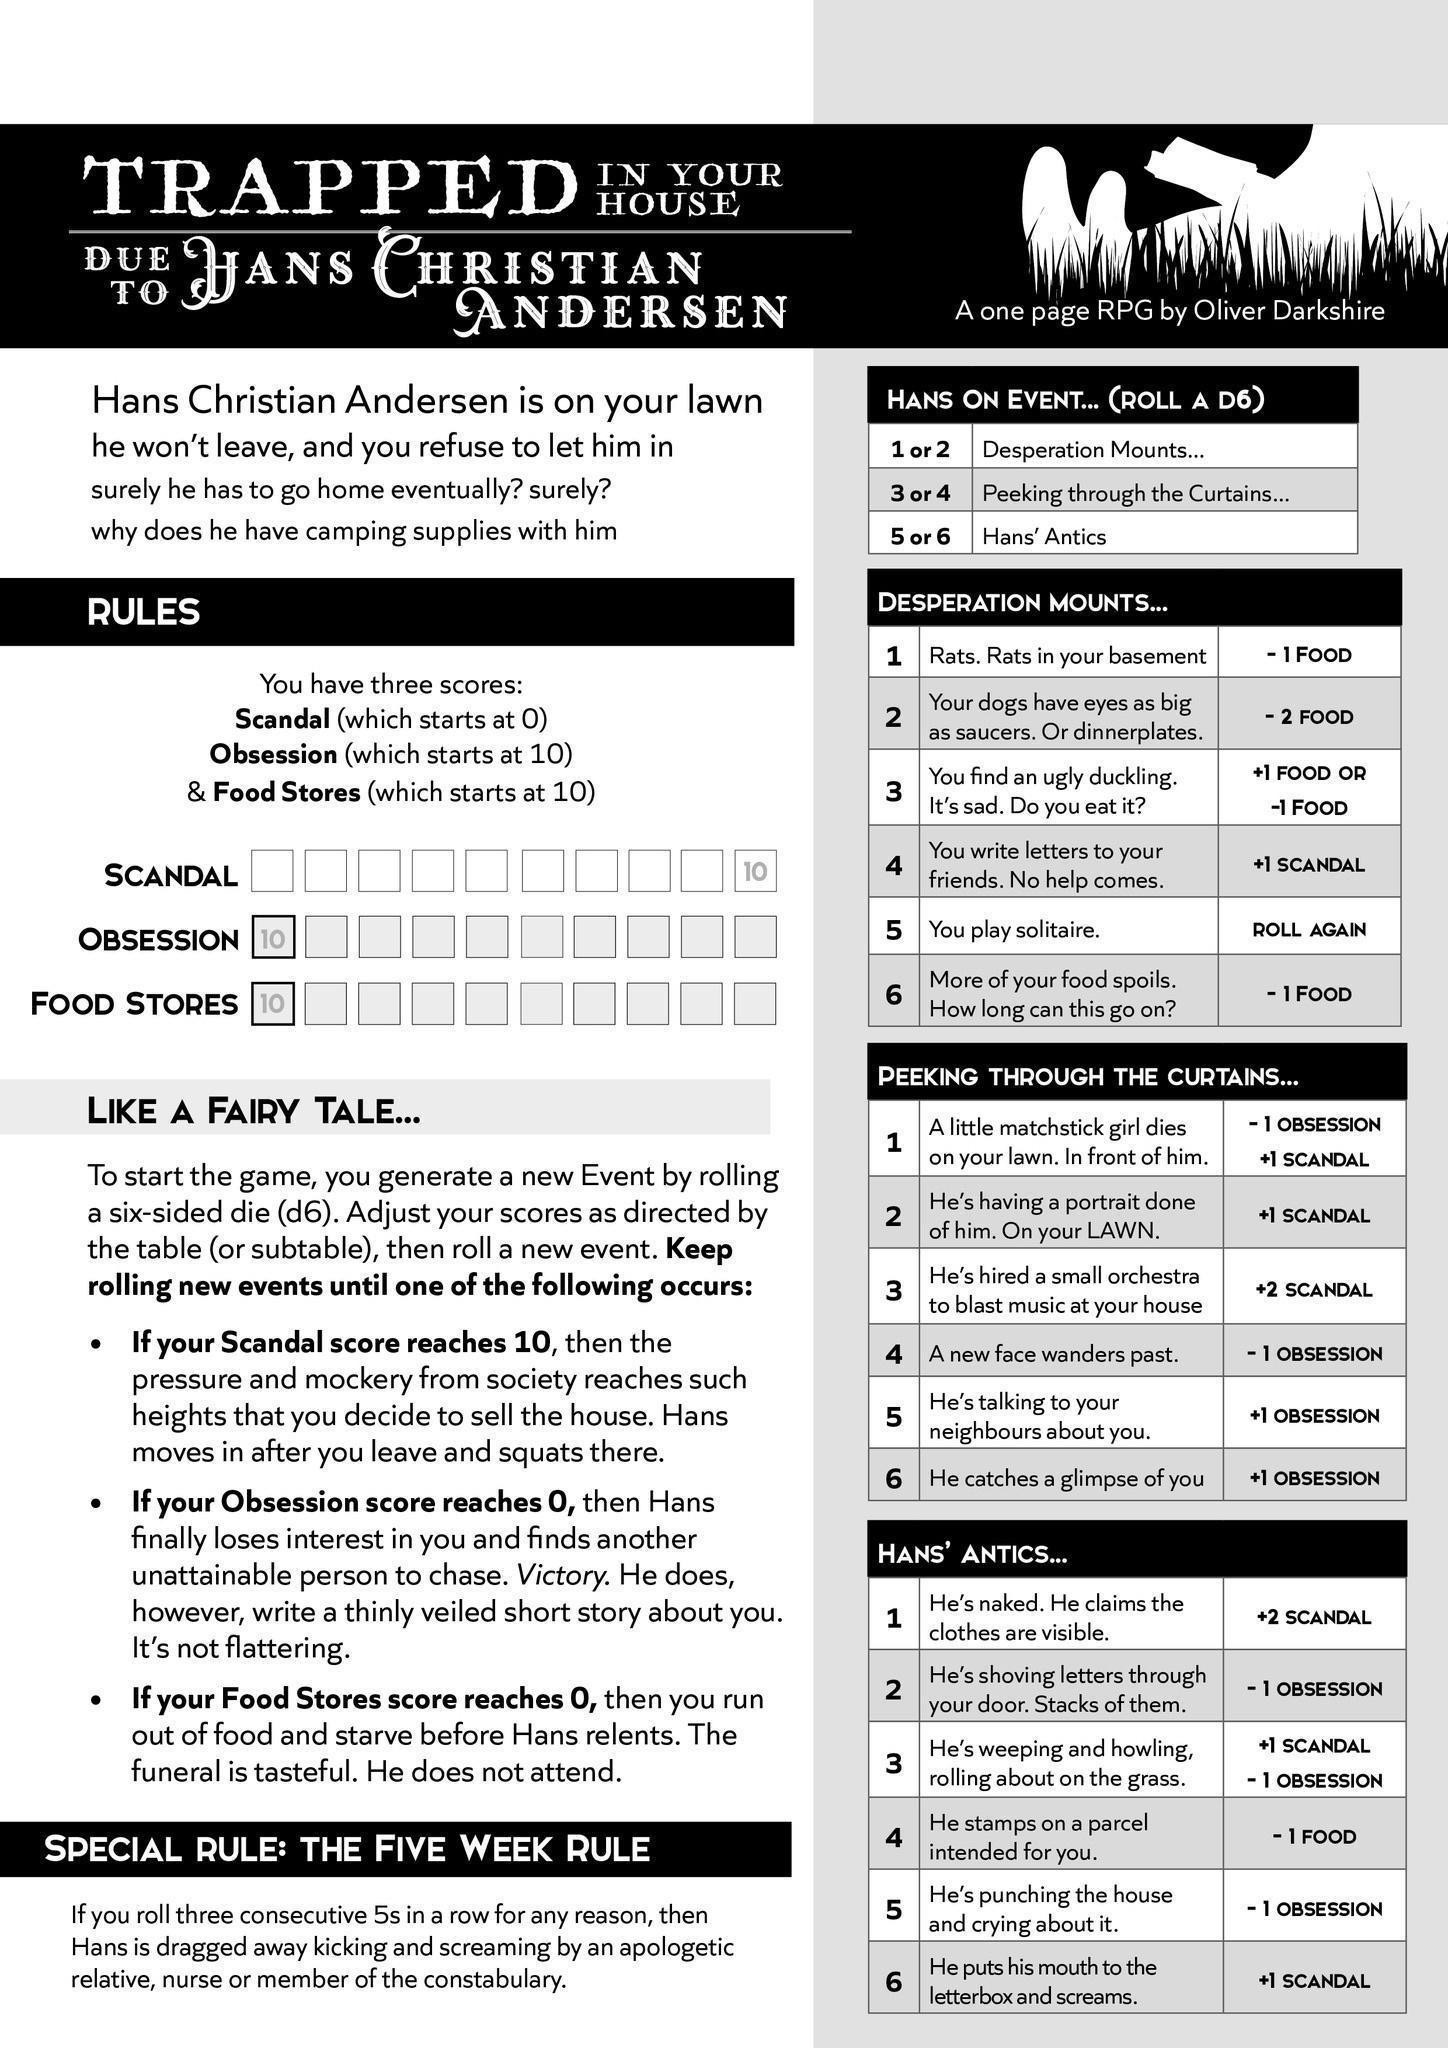 TRAPPED IN YOUR HOUSE
DUE TO HANS CHRISTIAN
ANDERSEN
A one page RPG by Oliver Darkshire
Hans Christian Andersen is on your lawn
he won't leave, and you refuse to let him in
surely he has to go home eventually? surely?
why does he have camping supplies with him
RULES
You have three scores:
Scandal (which starts at 0)
Obsession (which starts at 10)
& Food Stores (which starts at 10)
SCANDAL 10
OBSESSION 10
FOOD STORES 10
LIKE A FAIRY TALE...
To start the game, you generate a new Event by rolling
a six-sided die (d6). Adjust your scores as directed by
the table (or subtable), then roll a new event. Keep
rolling new events until one of the following occurs:
• If your Scandal score reaches 10, then the
pressure and mockery from society reaches such
heights that you decide to sell the house. Hans
moves in after you leave and squats there.
• If your Obsession score reaches 0, then Hans
finally loses interest in you and finds another
unattainable person to chase. Victory. He does,
however, write a thinly veiled short story about you.
It's not flattering.
• If your Food Stores score reaches 0, then you run
out of food and starve before Hans relents. The
funeral is tasteful. He does not attend.
SPECIAL RULE: THE FIVE WEEK RULE
If you roll three consecutive 5s in a row for any reason, then
Hans is dragged away kicking and screaming by an apologetic
relative, nurse or member of the constabulary.
HANS ON EVENT... (ROLL A D6)
1 or 2 Desperation Mounts...
3 or 4 Peeking through the Curtains...
5 or 6 Hans' Antics
DESPERATION MOUNTS...
1 Rats. Rats in your basement - 1 FOOD
2 Your dogs have eyes as big
as saucers. Or dinnerplates. - 2 FOOD
3 You find an ugly duckling. +1 FOOD OR
It's sad. Do you eat it? -1 FOOD
4 You write letters to your
friends. No help comes. +1 SCANDAL
5 You play solitaire. ROLL AGAIN
6 More of your food spoils.
How long can this go on? - 1 FOOD
PEEKING THROUGH THE CURTAINS...
1 A little matchstick girl dies - 1 OBSESSION
on your lawn. In front of him. +1 SCANDAL
2 He's having a portrait done
of him. On your LAWN. +1 SCANDAL
3 He's hired a small orchestra
to blast music at your house +2 SCANDAL
4 A new face wanders past. - 1 OBSESSION
5 He's talking to your
neighbours about you. +1 OBSESSION
6 He catches a glimpse of you +1 OBSESSION
HANS' ANTICS...
1 He's naked. He claims the
clothes are visible. +2 SCANDAL
2 He's shoving letters through
your door. Stacks of them. - 1 OBSESSION
3 He's weeping and howling, +1 SCANDAL
rolling about on the grass. - 1 OBSESSION
4 He stamps on a parcel
intended for you. - 1 FOOD
5 He's punching the house
and crying about it. - 1 OBSESSION
6 He puts his mouth to the
letterbox and screams. +1 SCANDAL